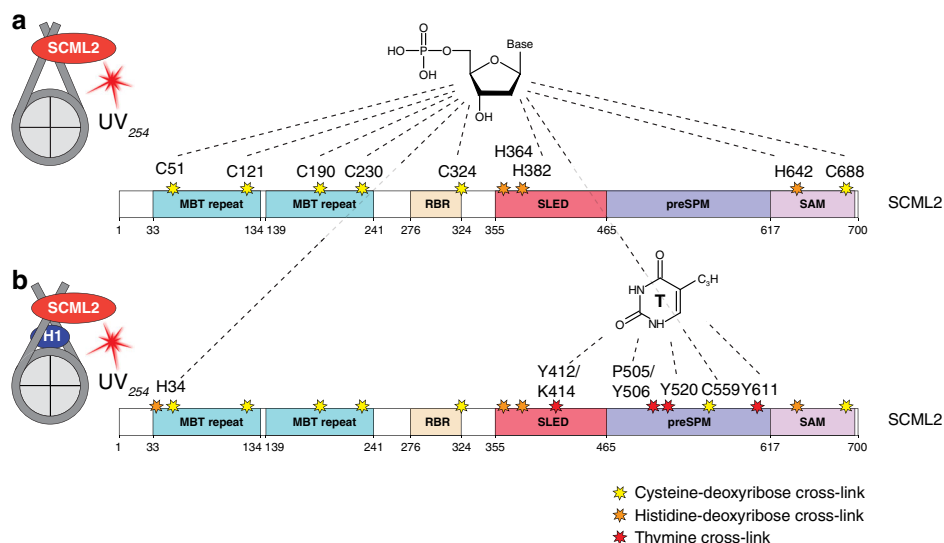 a
SCML2
UV254
HO
O
P
OH
O
O
Base
OH
C51
C121
C190
C230
C324
H364
H382
H642
C688
MBT repeat
MBT repeat
RBR
SLED
preSPM
SAM
SCML2
1
33
134
139
241
276
324
355
465
617
700
b
SCML2
H1
UV254
O
HN
T
C3H
O
NH
H34
Y412/
K414
P505/
Y506
Y520
C559
Y611
MBT repeat
MBT repeat
RBR
SLED
preSPM
SAM
SCML2
1
33
134
139
241
276
324
355
465
617
700
Cysteine-deoxyribose cross-link
Histidine-deoxyribose cross-link
Thymine cross-link